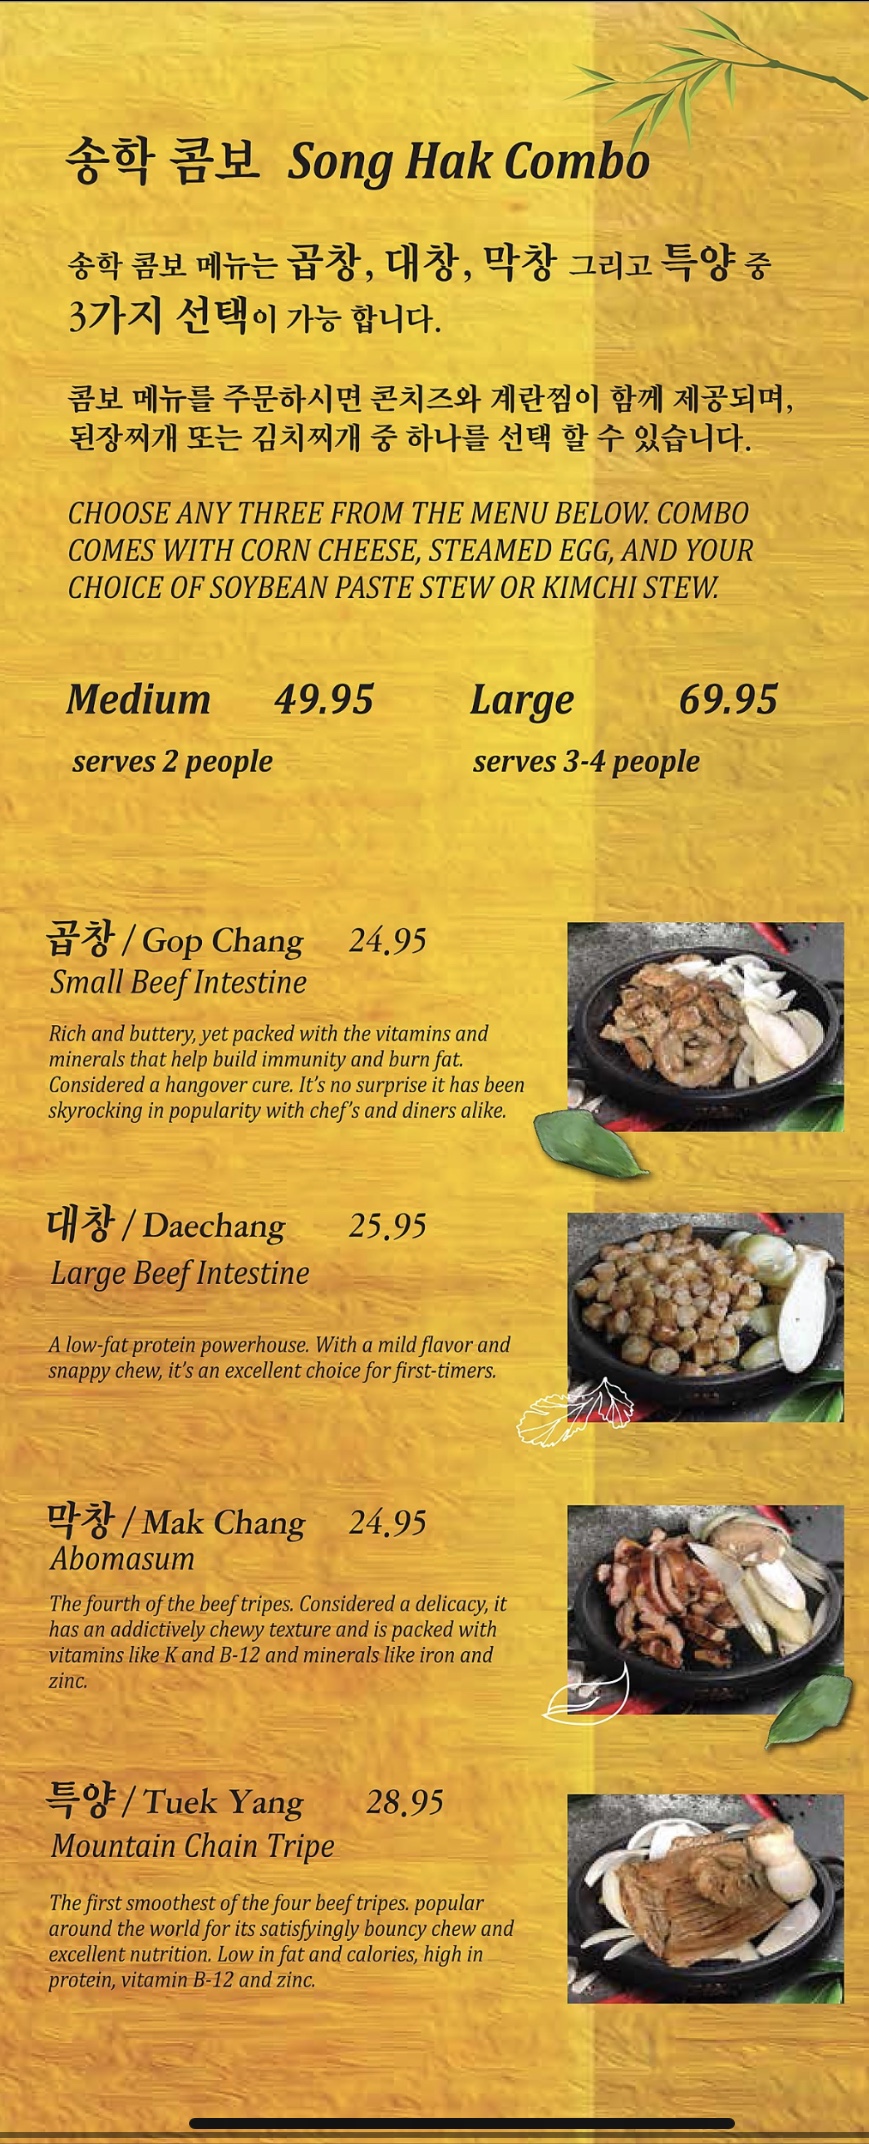 송학 콤보 Song Hak Combo
송학 콤보 메뉴는 곱창, 대창, 막창 그리고 특양 중
3가지 선택이 가능 합니다.
콤보 메뉴를 주문하시면 콘치즈와 계란찜이 함께 제공되며,
된장찌개 또는 김치찌개 중 하나를 선택 할 수 있습니다.
CHOOSE ANY THREE FROM THE MENU BELOW. COMBO
COMES WITH CORN CHEESE, STEAMED EGG, AND YOUR
CHOICE OF SOYBEAN PASTE STEW OR KIMCHI STEW.
Medium 49.95 Large 69.95
serves 2 people serves 3-4 people
곱창 / Gop Chang 24.95
Small Beef Intestine
Rich and buttery, yet packed with the vitamins and
minerals that help build immunity and burn fat.
Considered a hangover cure. It's no surprise it has been
skyrocking in popularity with chef's and diners alike.
대창 / Daechang 25.95
Large Beef Intestine
A low-fat protein powerhouse. With a mild flavor and
snappy chew, it's an excellent choice for first-timers.
막창 / Mak Chang 24.95
Abomasum
The fourth of the beef tripes. Considered a delicacy, it
has an addictively chewy texture and is packed with
vitamins like K and B-12 and minerals like iron and
zinc.
특양 / Tuek Yang 28.95
Mountain Chain Tripe
The first smoothest of the four beef tripes. popular
around the world for its satisfyingly bouncy chew and
excellent nutrition. Low in fat and calories, high in
protein, vitamin B-12 and zinc.